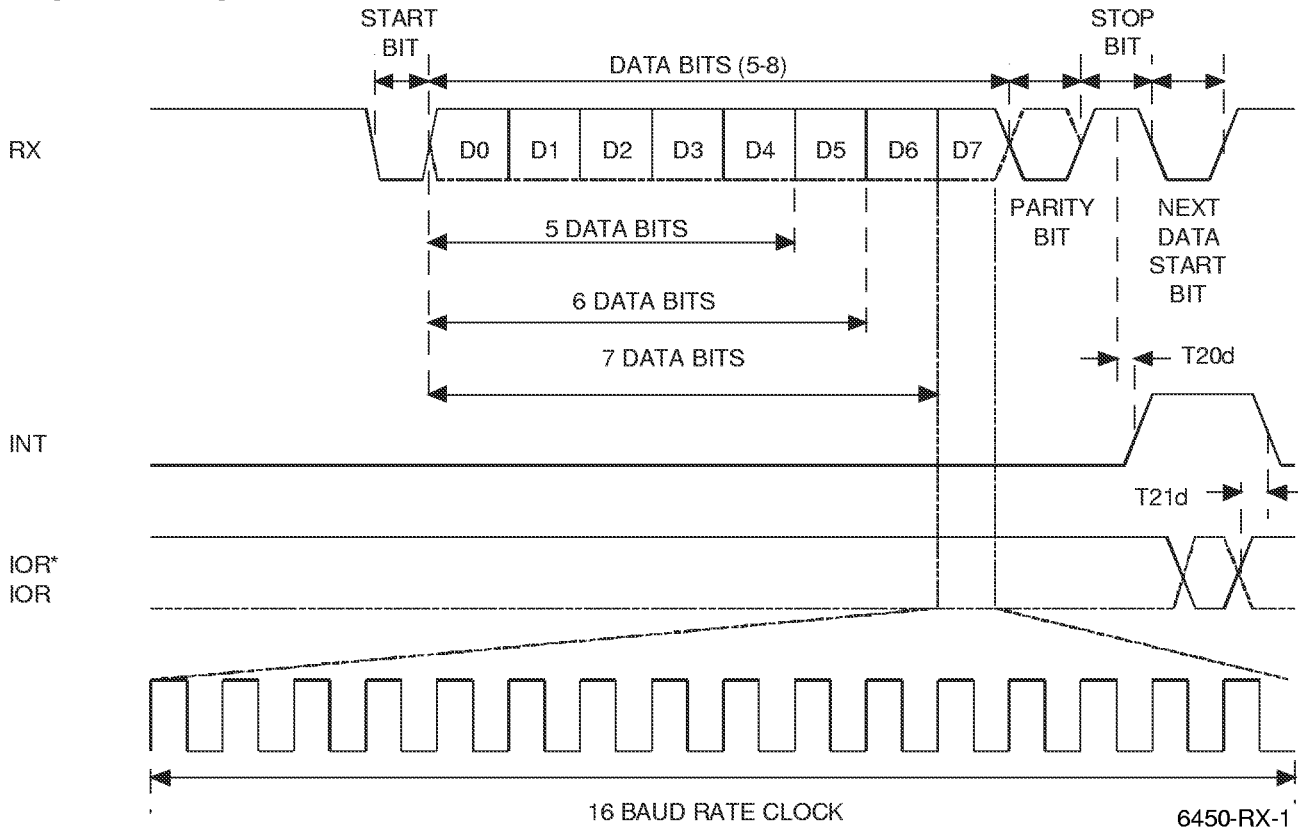 START
BIT
STOP
BIT
DATA BITS (5-8)
RX
D0 D1 D2 D3 D4 D5 D6 D7
PARITY
BIT
NEXT
DATA
START
BIT
5 DATA BITS
6 DATA BITS
7 DATA BITS
T20d
INT
T21d
IOR*
IOR
16 BAUD RATE CLOCK
6450-RX-1